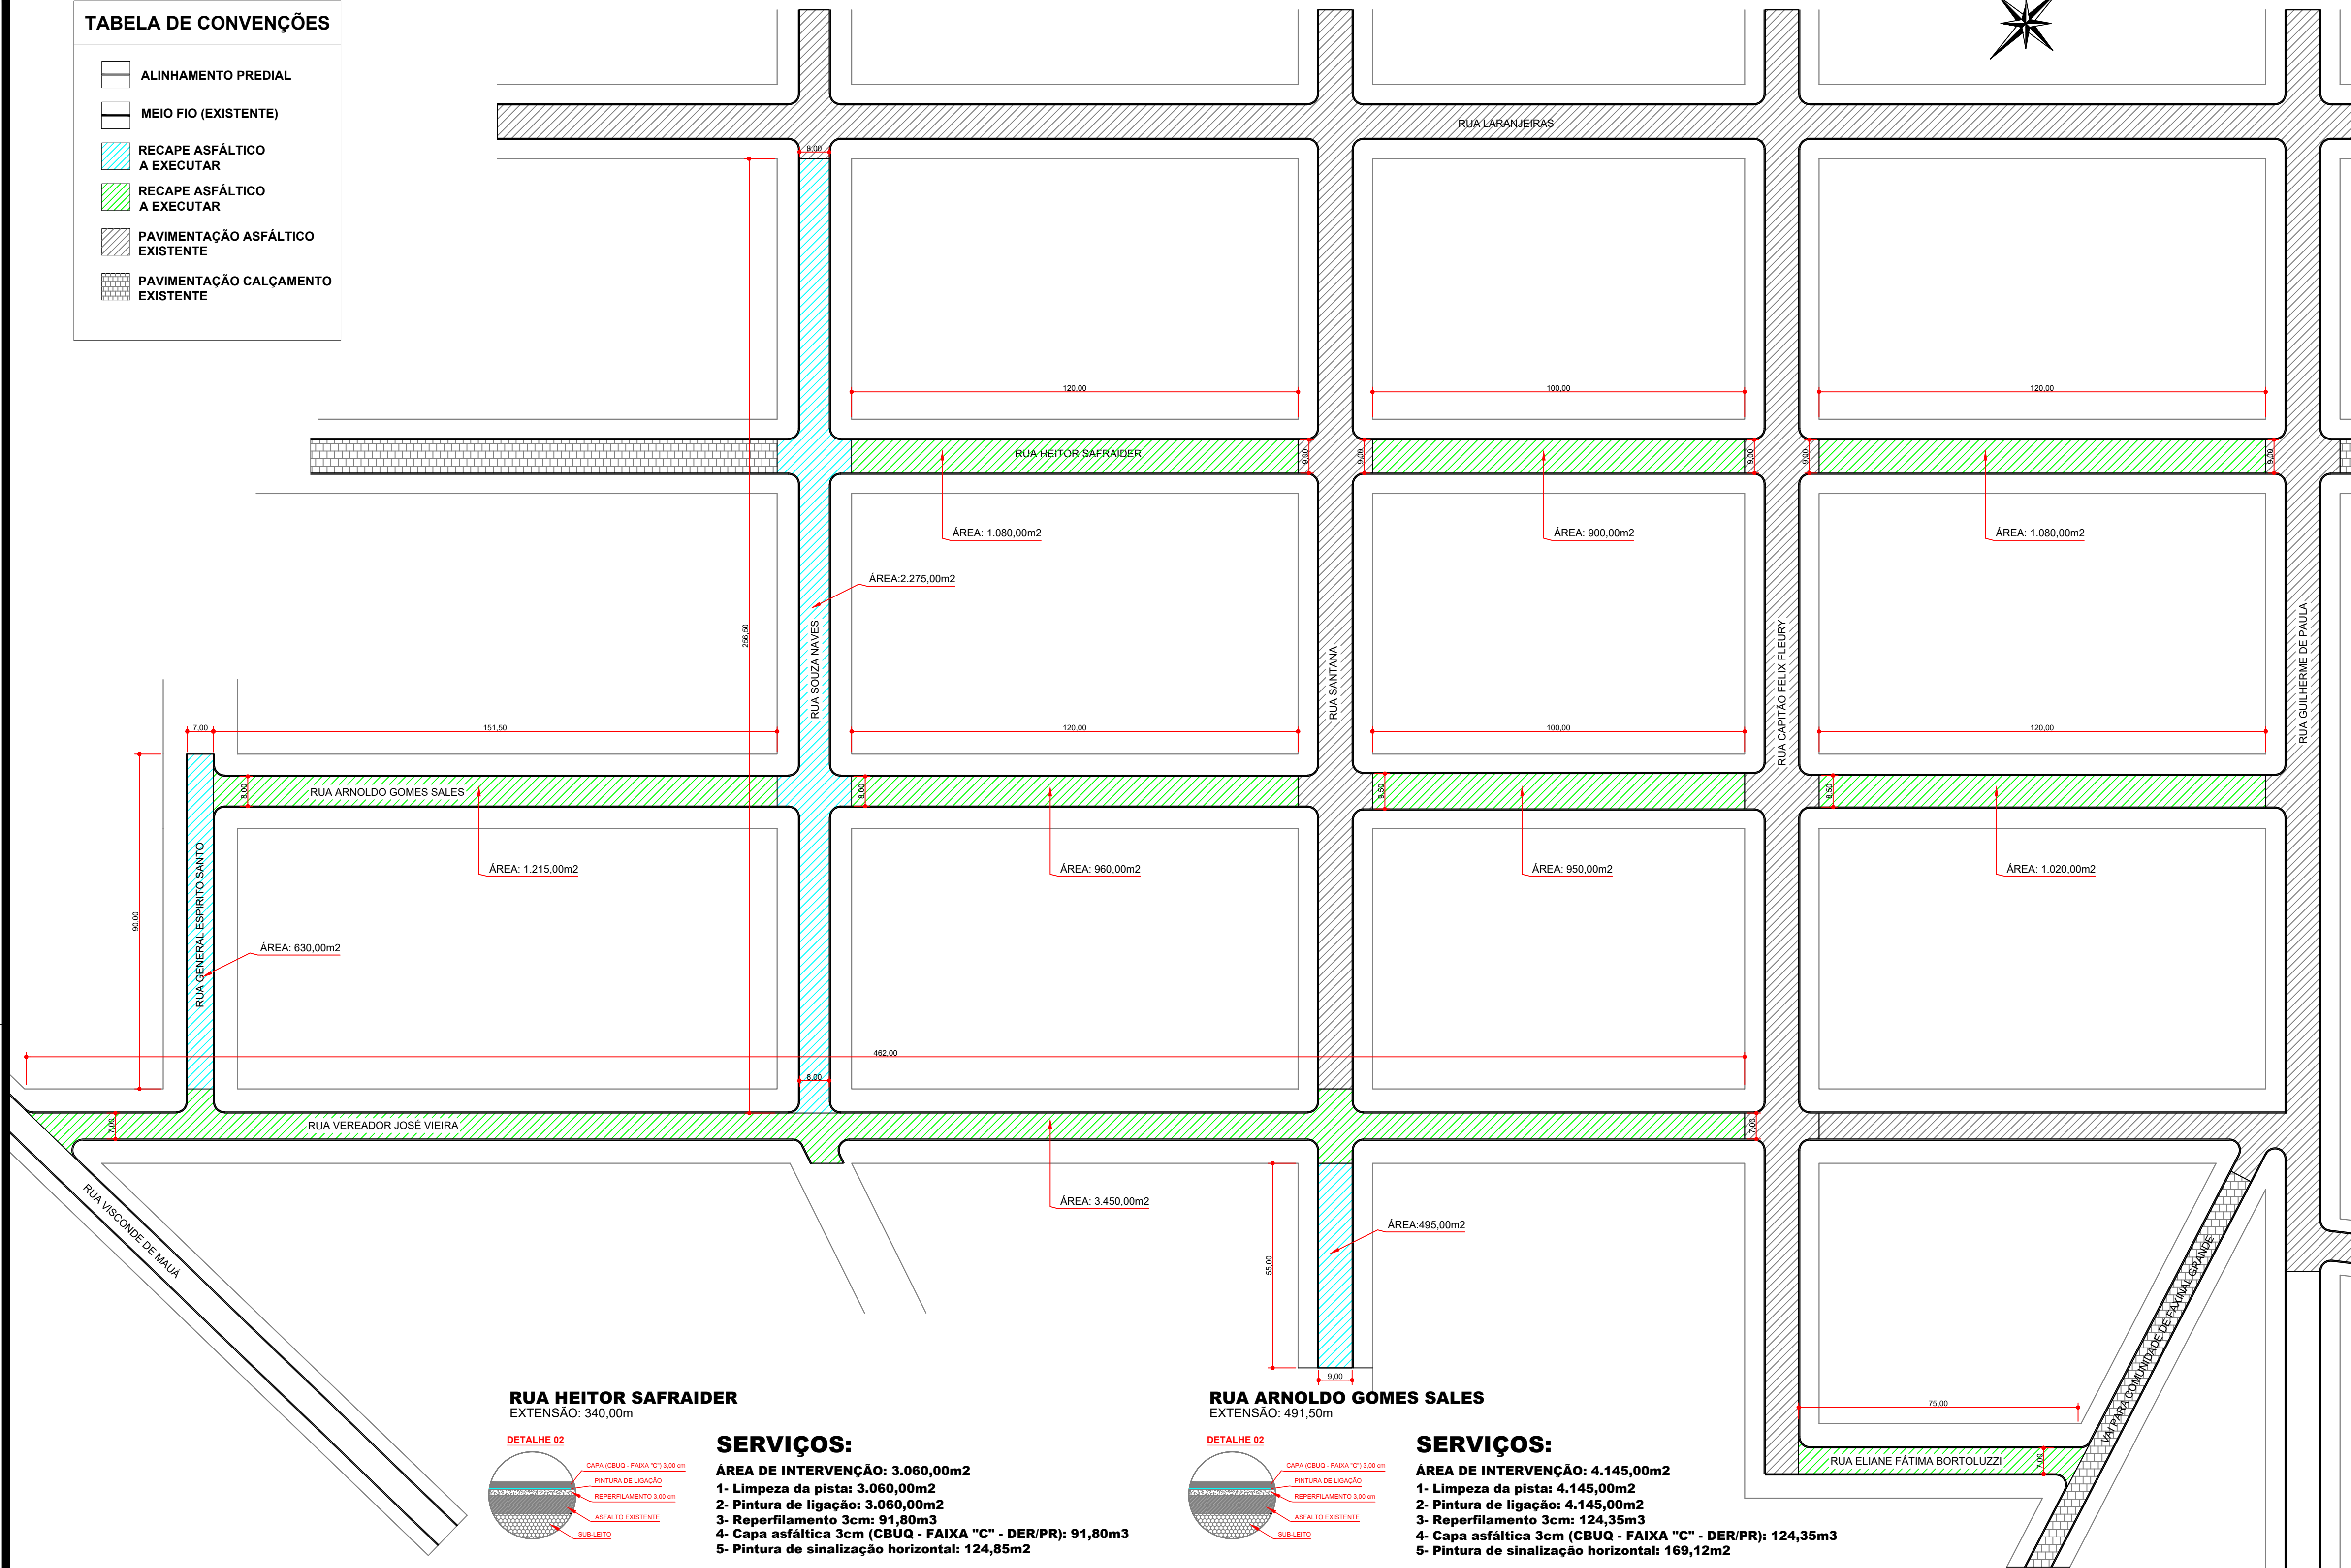 TABELA DE CONVENÇÕES
ALINHAMENTO PREDIAL
MEIO FIO (EXISTENTE)
RECAPE ASFÁLTICO
A EXECUTAR
RECAPE ASFÁLTICO
A EXECUTAR
PAVIMENTAÇÃO ASFÁLTICO
EXISTENTE
PAVIMENTAÇÃO CALÇAMENTO
EXISTENTE
RUA LARANJEIRAS
8,00
120,00
100,00
120,00
RUA HEITOR SAFRAIDER
9,00
9,00
9,00
9,00
9,00
ÁREA: 1.080,00m2
ÁREA: 900,00m2
ÁREA: 1.080,00m2
ÁREA:2.275,00m2
256,50
RUA SOUZA NAVES
RUA SANTANA
RUA CAPITÃO FELIX FLEURY
RUA GUILHERME DE PAULA
7,00
151,50
120,00
100,00
120,00
RUA ARNOLDO GOMES SALES
8,00
8,00
9,50
8,50
ÁREA: 1.215,00m2
ÁREA: 960,00m2
ÁREA: 950,00m2
ÁREA: 1.020,00m2
90,00
RUA GENERAL ESPIRITO SANTO
ÁREA: 630,00m2
462,00
8,00
7,00
RUA VEREADOR JOSÉ VIEIRA
7,00
ÁREA: 3.450,00m2
RUA VISCONDE DE MAUÁ
ÁREA:495,00m2
55,00
9,00
VAI PARA COMUNIDADE DE FAXINAL GRANDE
75,00
RUA ELIANE FÁTIMA BORTOLUZZI
7,00
RUA HEITOR SAFRAIDER
EXTENSÃO: 340,00m
DETALHE 02
CAPA (CBUQ - FAIXA "C") 3,00 cm
PINTURA DE LIGAÇÃO
REPERFILAMENTO 3,00 cm
ASFALTO EXISTENTE
SUB-LEITO
SERVIÇOS:
ÁREA DE INTERVENÇÃO: 3.060,00m2
1- Limpeza da pista: 3.060,00m2
2- Pintura de ligação: 3.060,00m2
3- Reperfilamento 3cm: 91,80m3
4- Capa asfáltica 3cm (CBUQ - FAIXA "C" - DER/PR): 91,80m3
5- Pintura de sinalização horizontal: 124,85m2
RUA ARNOLDO GOMES SALES
EXTENSÃO: 491,50m
DETALHE 02
CAPA (CBUQ - FAIXA "C") 3,00 cm
PINTURA DE LIGAÇÃO
REPERFILAMENTO 3,00 cm
ASFALTO EXISTENTE
SUB-LEITO
SERVIÇOS:
ÁREA DE INTERVENÇÃO: 4.145,00m2
1- Limpeza da pista: 4.145,00m2
2- Pintura de ligação: 4.145,00m2
3- Reperfilamento 3cm: 124,35m3
4- Capa asfáltica 3cm (CBUQ - FAIXA "C" - DER/PR): 124,35m3
5- Pintura de sinalização horizontal: 169,12m2